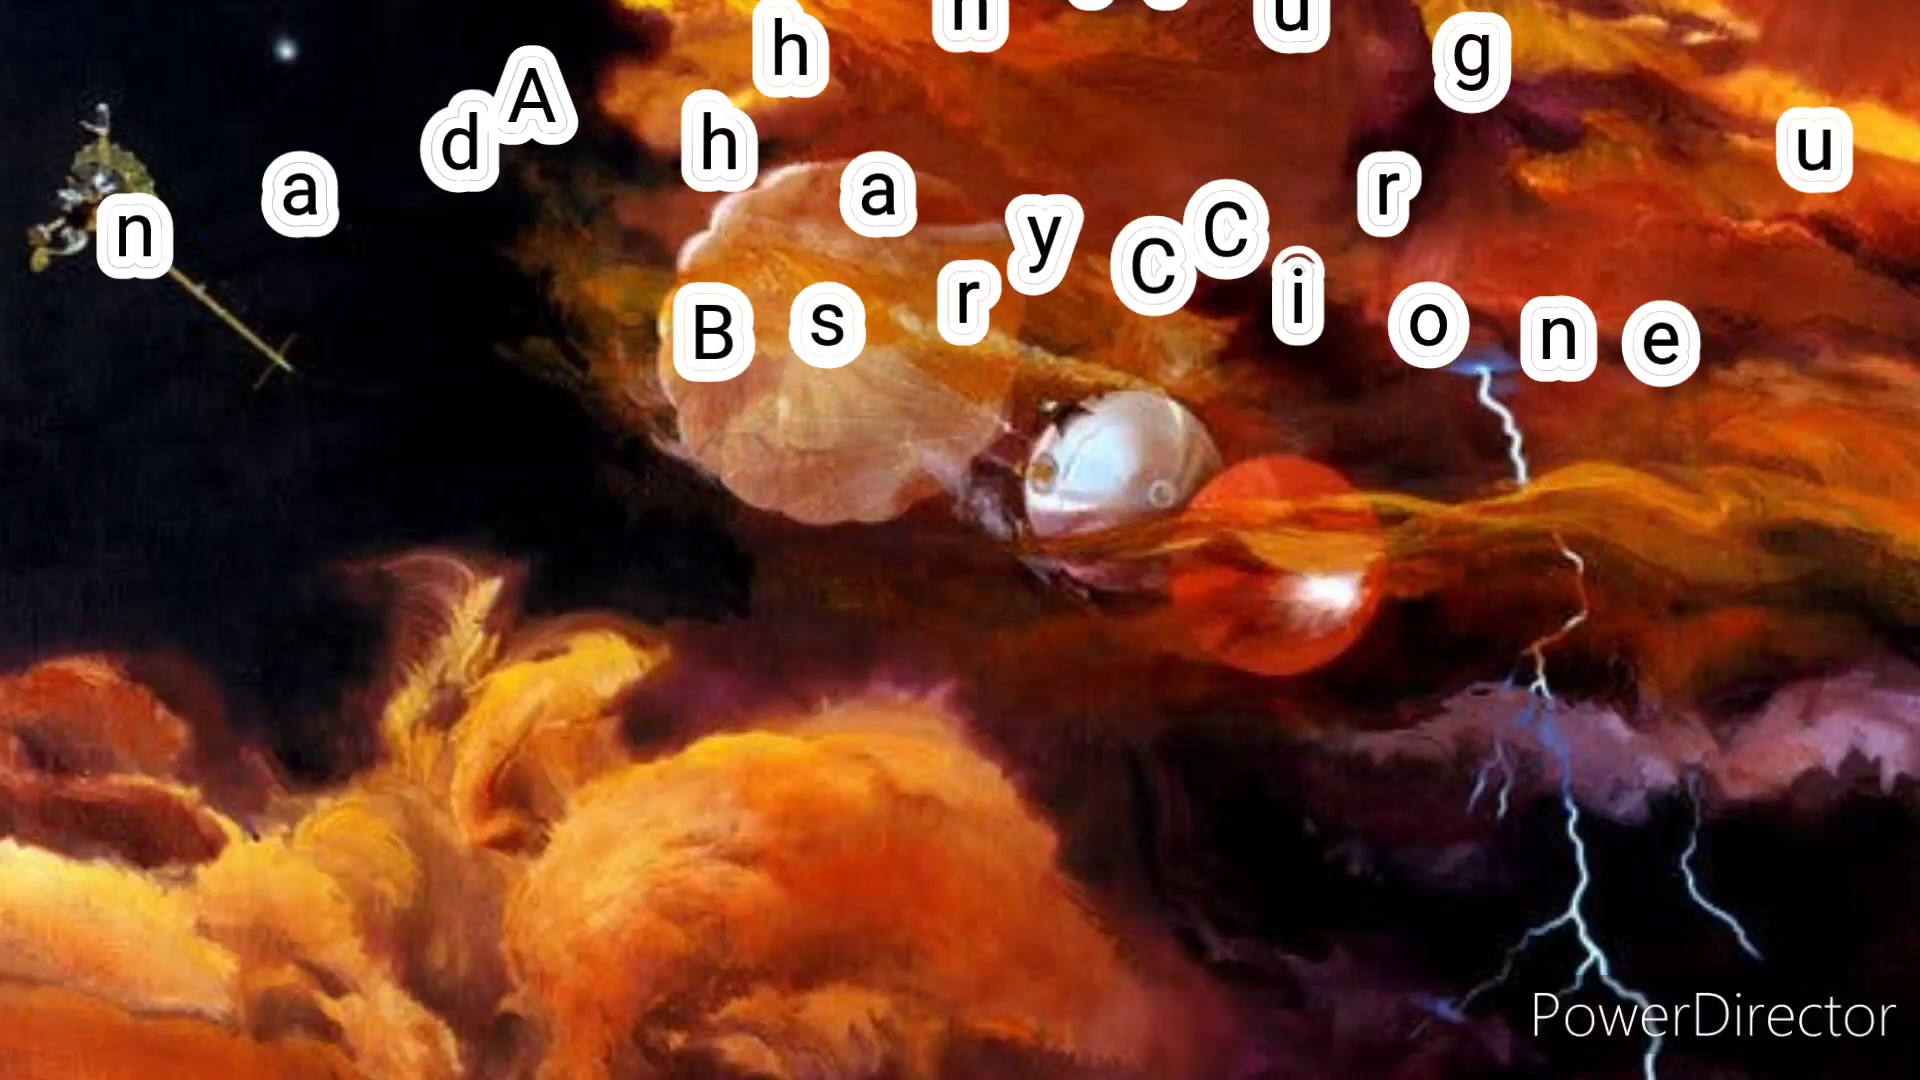 h n u g
d A h u
n a a r
y C C
B s r i o n e
PowerDirector